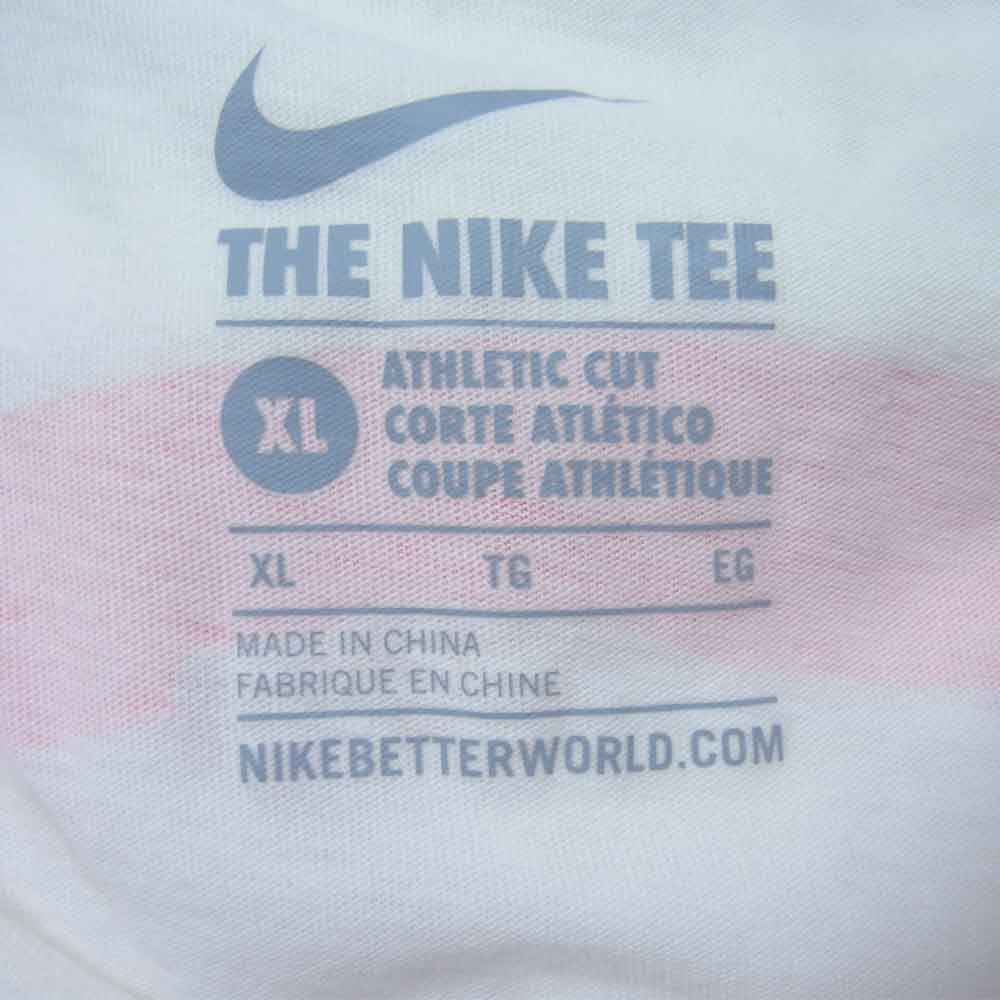 THE NIKE TEE
XL
ATHLETIC CUT
CORTE ATLÉTICO
COUPE ATHLÉTIQUE
XL TG EG
MADE IN CHINA
FABRIQUE EN CHINE
NIKEBETTERWORLD.COM